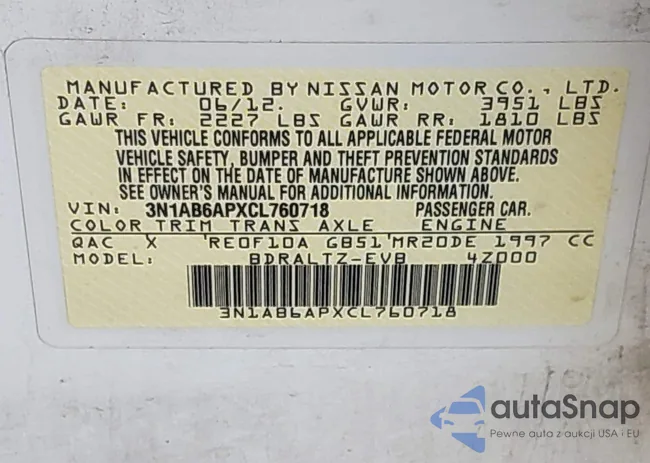 MANUFACTURED BY NISSAN MOTOR CO., LTD.
DATE: 06/12. GVWR: 3951 LBS
GAWR FR: 2227 LBS GAWR RR: 1810 LBS
THIS VEHICLE CONFORMS TO ALL APPLICABLE FEDERAL MOTOR
VEHICLE SAFETY, BUMPER AND THEFT PREVENTION STANDARDS
IN EFFECT ON THE DATE OF MANUFACTURE SHOWN ABOVE.
SEE OWNER'S MANUAL FOR ADDITIONAL INFORMATION.
VIN: 3N1AB6APXCL760718 PASSENGER CAR.
COLOR TRIM TRANS AXLE ENGINE
QAC X 'RE0F10A GB51'MR20DE 1997 CC
MODEL: BDRALTZ-EVB 4Z000
3N1AB6APXCL760718
autaSnap
Pewne auta z aukcji USA i EU